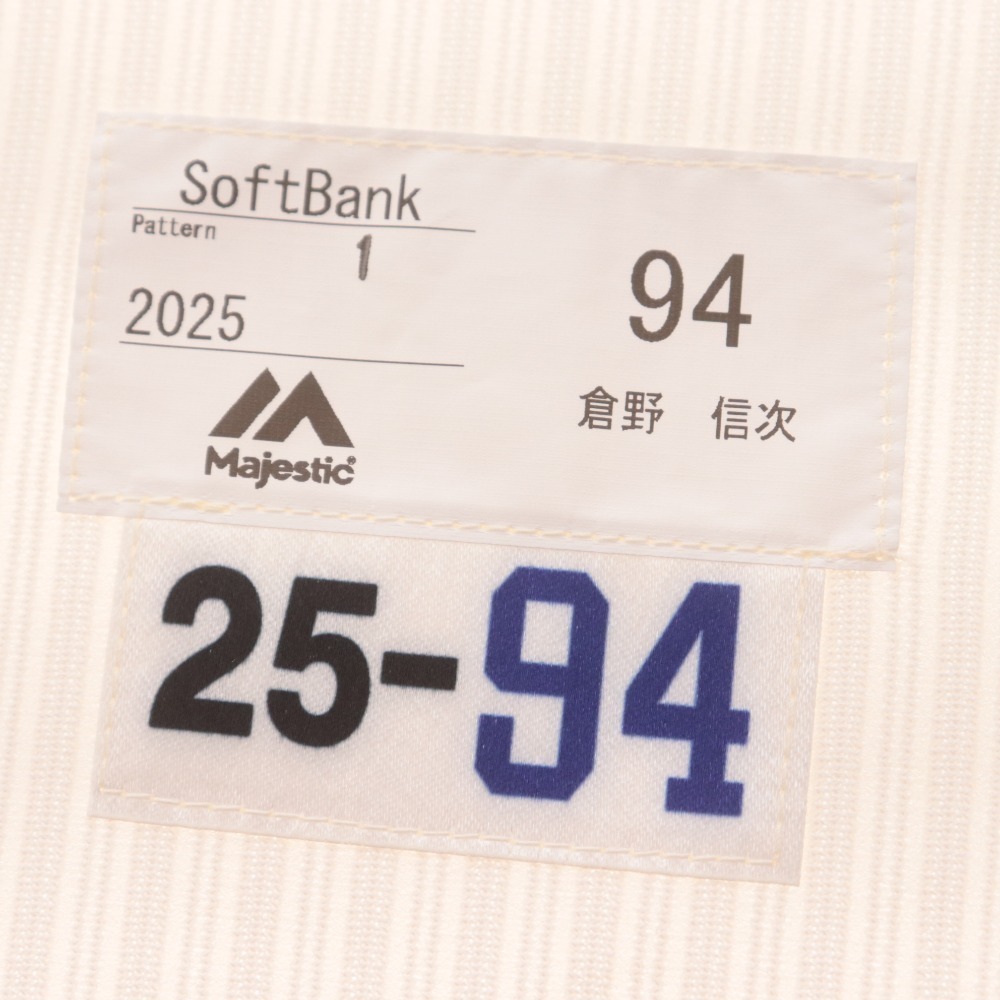 SoftBank
Pattern
1
2025
Majestic®
94
倉野　信次
25-94